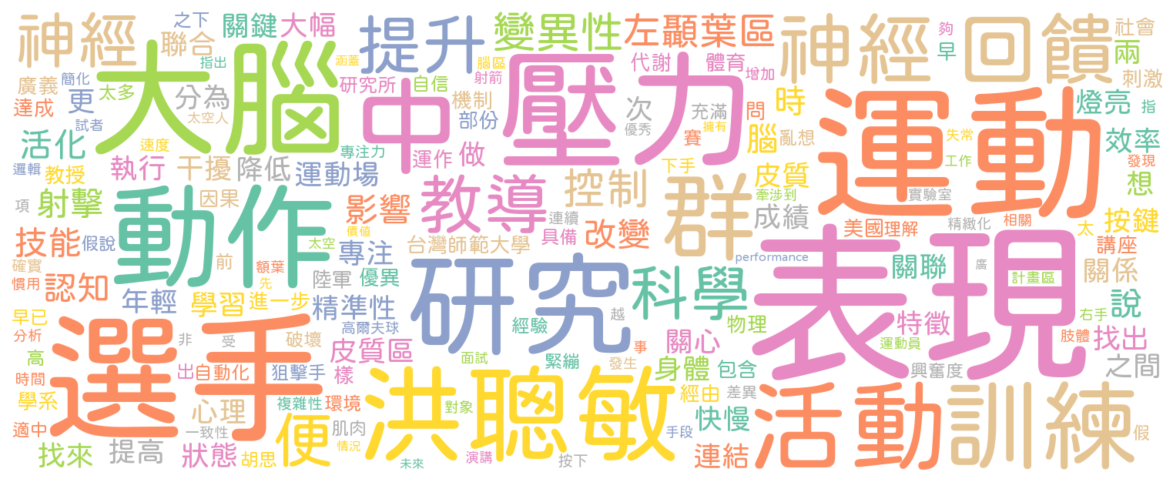 神經
聯合
之下
關鍵
大幅
指出
提升
涵蓋
腦區
變異性
射箭
左顳葉區
代謝
體育
增加
神經
回饋
夠
早
社會
兩
刺激
廣義
簡化
達成
太多
更
試者
分為
太空人
大腦
研究所
自信
中
機制
部份
壓力
次
優秀
充滿
問
賽
時
腦
亂想
擁有
運動
失常
工作
燈亮
指
效率
發現
活化
速度
邏輯
教授
執行
干擾
降低
專注力
運動場
運作
做
下手
皮質
想
項
射擊
因果
動作
影響
價值
教導
連續
具備
控制
改變
群
牽涉到
成績
實驗室
美國
理解
精緻化
相關
太
按鍵
技能
假說
前
太空
專注
台灣師範大學
performance
講座
確實
慣用
額葉
先
陸軍
優異
認知
年輕
學習
進一步
精準性
研究
科學
表現
關聯
廣
計畫區
關係
說
早已
分析
選手
非
受
破壞
高爾夫球
經驗
越
物理
特徵
右手
肢體
找出
運動員
高
時間
出
自動化
狙擊手
皮質區
樣
面試
緊繃
發生
事
關心
身體
包含
興奮度
之間
學系
適中
心理
複雜性
環境
一致性
便
肌肉
洪聰敏
對象
經由
差異
快慢
手段
活動
訓練
假
找來
提高
狀態
胡思
情況
未來
演講
按下
連結